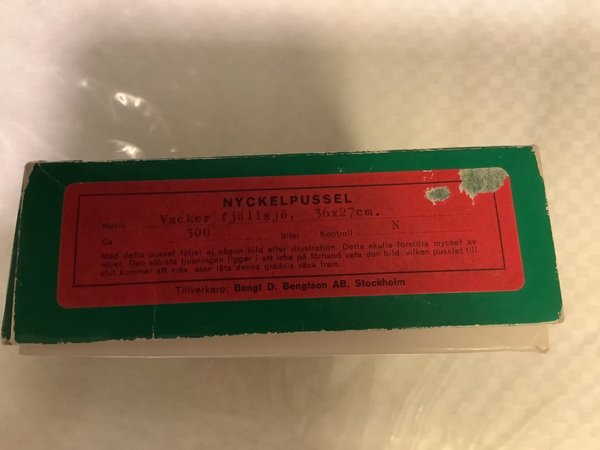 NYCKELPUSSEL
Motiv Vacker fjällsjö, 36x27cm.
Ca 300 bitar Kontroll N
Med detta pussel följer ej någon bild eller illustration. Detta skulle förstöra mycket av
nöjet. Den största tjusningen ligger i att icke på förhand veta den bild, vilken pusslet till
slut kommer att visa, utan låta denna gradvis växa fram.
Tillverkare: Bengt D. Bengtson AB, Stockholm